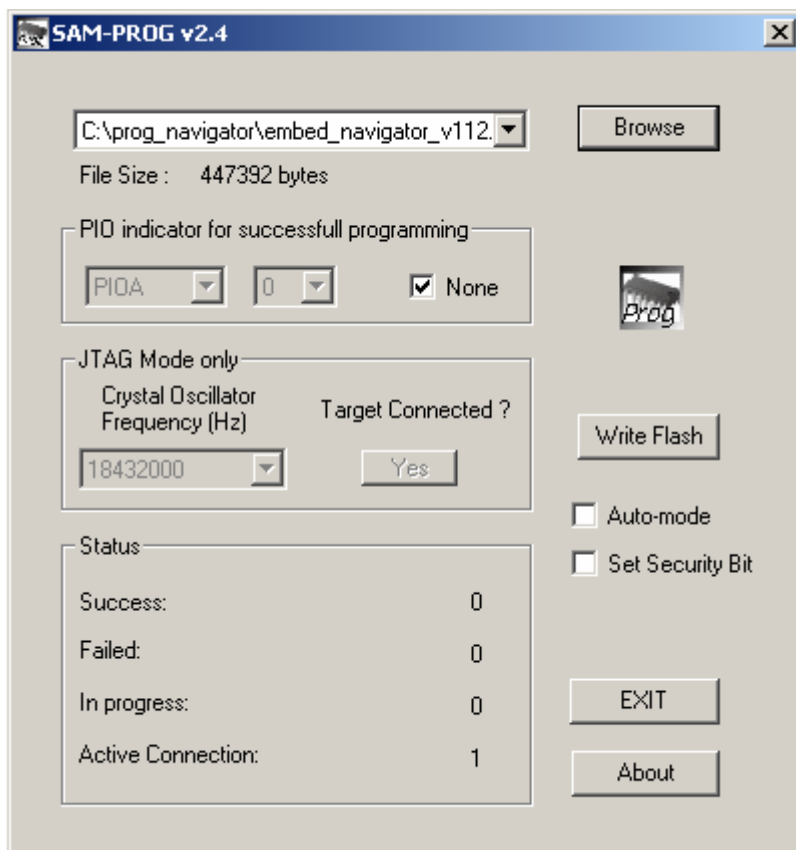 SAM-PROG v2.4
C:\prog_navigator\embed_navigator_v112.
Browse
File Size : 447392 bytes
PIO indicator for successfull programming
PIOA 0 None
Prog
JTAG Mode only
Crystal Oscillator
Frequency (Hz)
Target Connected ?
18432000
Yes
Write Flash
Auto-mode
Set Security Bit
Status
Success: 0
Failed: 0
In progress: 0
Active Connection: 1
EXIT
About